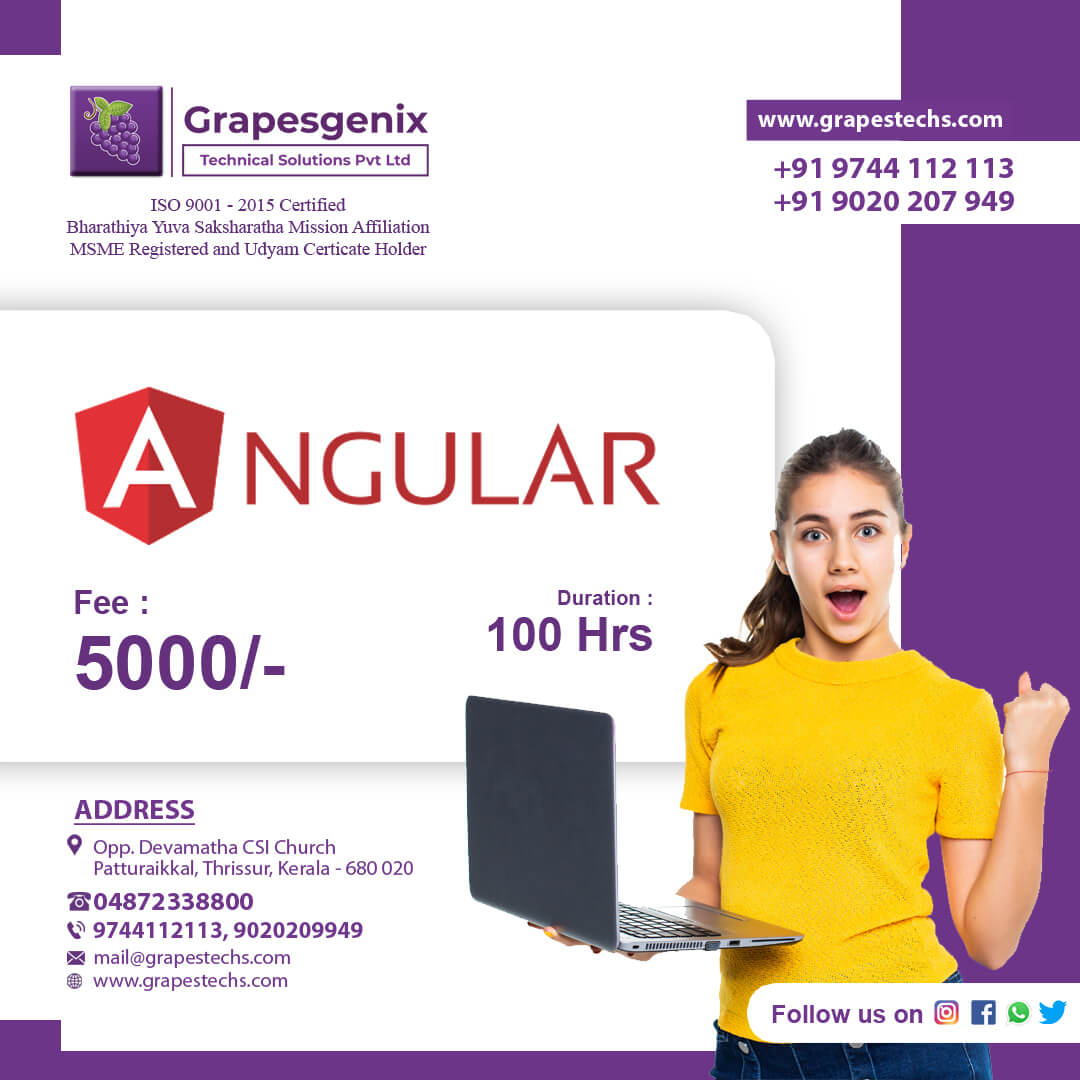 Grapesgenix
Technical Solutions Pvt Ltd
ISO 9001 - 2015 Certified
Bharathiya Yuva Saksharatha Mission Affiliation
MSME Registered and Udyam Certicate Holder
www.grapestechs.com
+91 9744 112 113
+91 9020 207 949
ANGULAR
Fee :
5000/-
Duration :
100 Hrs
ADDRESS
Opp. Devamatha CSI Church
Patturaikkal, Thrissur, Kerala - 680 020
04872338800
9744112113, 9020209949
mail@grapestechs.com
www.grapestechs.com
Follow us on